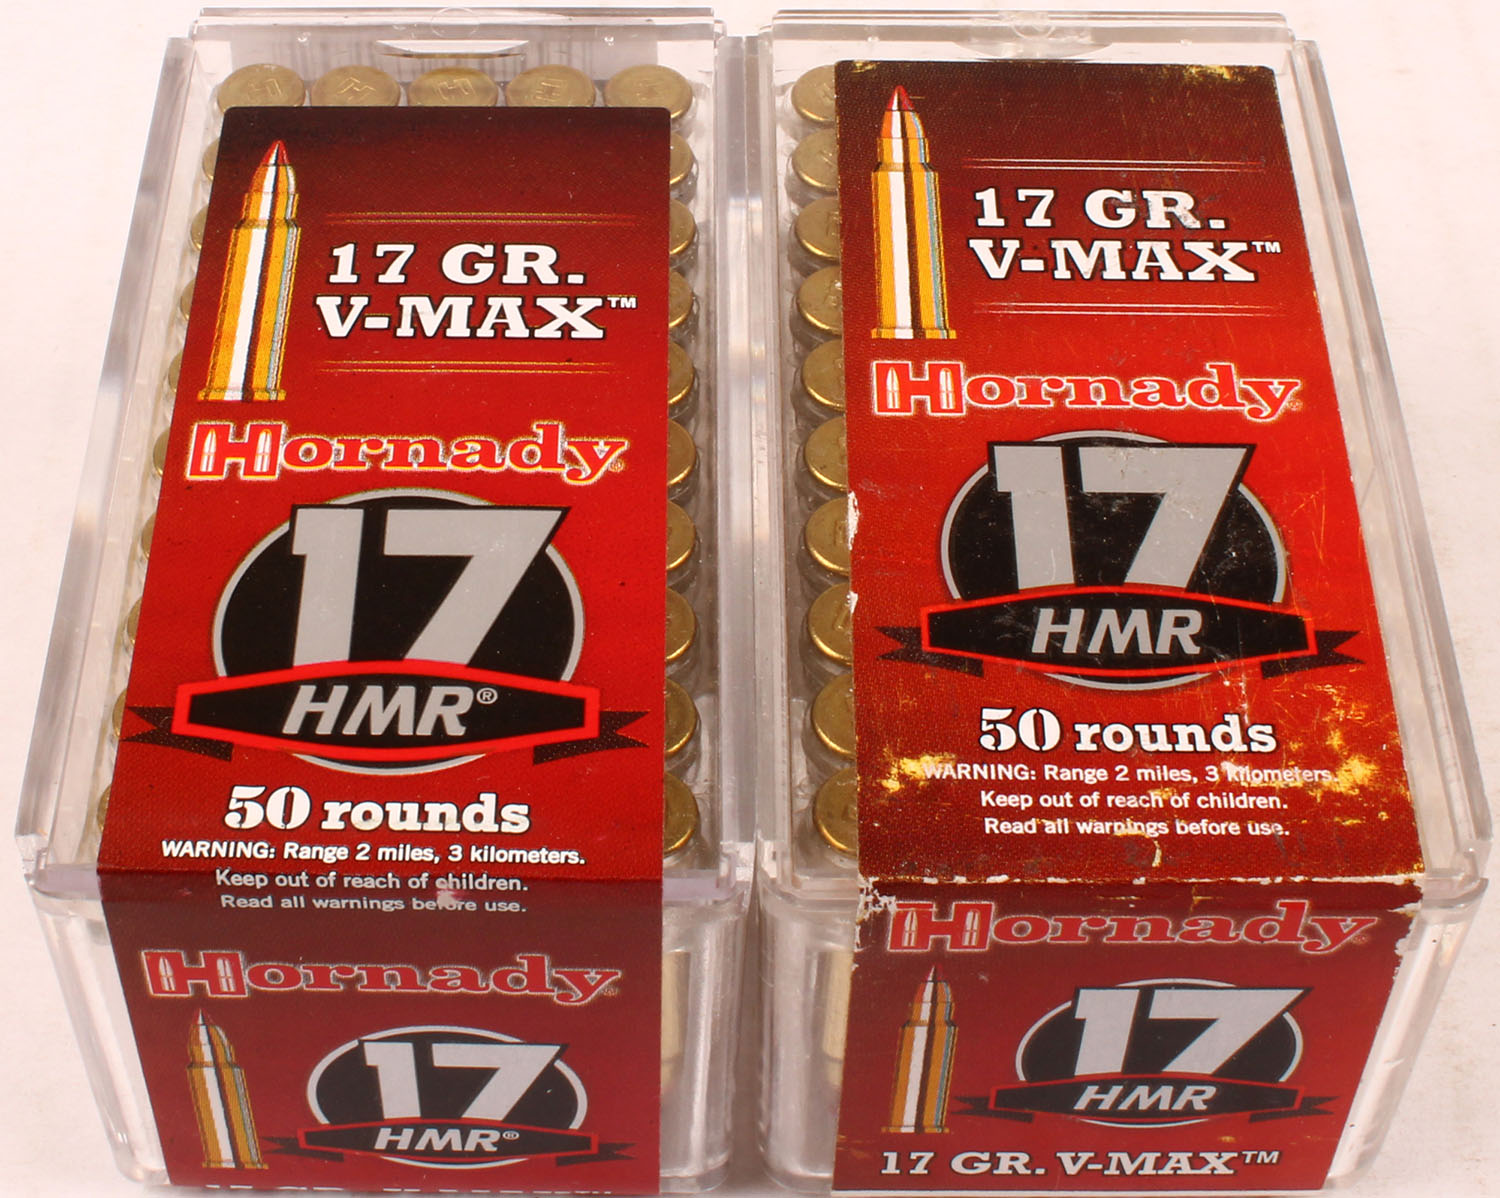 17 GR.
V-MAX™
Hornady®
17
HMR®
50 rounds
WARNING: Range 2 miles, 3 kilometers.
Keep out of reach of children.
Read all warnings before use.
Hornady®
17
HMR®
17 GR.
V-MAX™
Hornady®
17
HMR
50 rounds
WARNING: Range 2 miles, 3 kilometers.
Keep out of reach of children.
Read all warnings before use.
Hornady®
17
HMR
17 GR. V-MAX™
H
H
H
H